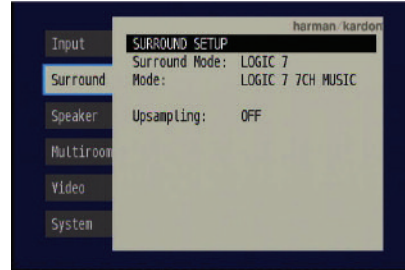 harman/kardon
Input
Surround
Speaker
Multiroom
Video
System
SURROUND SETUP
Surround Mode: LOGIC 7
Mode: LOGIC 7 7CH MUSIC
Upsampling: OFF